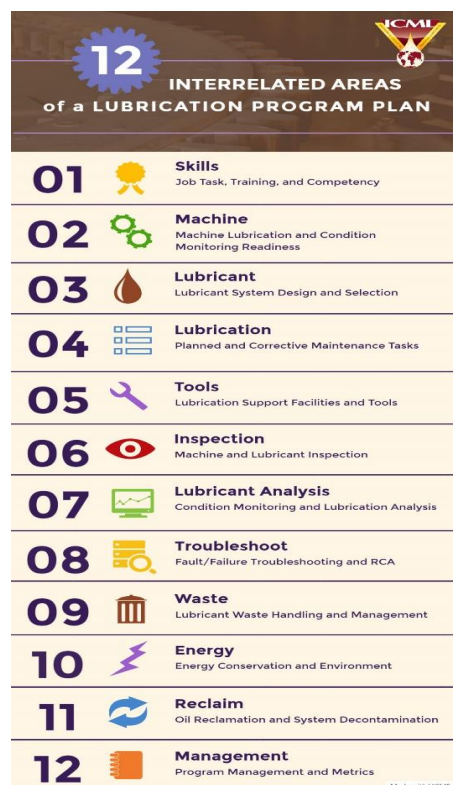 ICML
12
INTERRELATED AREAS
of a LUBRICATION PROGRAM PLAN
01
Skills
Job Task, Training, and Competency
02
Machine
Machine Lubrication and Condition
Monitoring Readiness
03
Lubricant
Lubricant System Design and Selection
04
Lubrication
Planned and Corrective Maintenance Tasks
05
Tools
Lubrication Support Facilities and Tools
06
Inspection
Machine and Lubricant Inspection
07
Lubricant Analysis
Condition Monitoring and Lubrication Analysis
08
Troubleshoot
Fault/Failure Troubleshooting and RCA
09
Waste
Lubricant Waste Handling and Management
10
Energy
Energy Conservation and Environment
11
Reclaim
Oil Reclamation and System Decontamination
12
Management
Program Management and Metrics